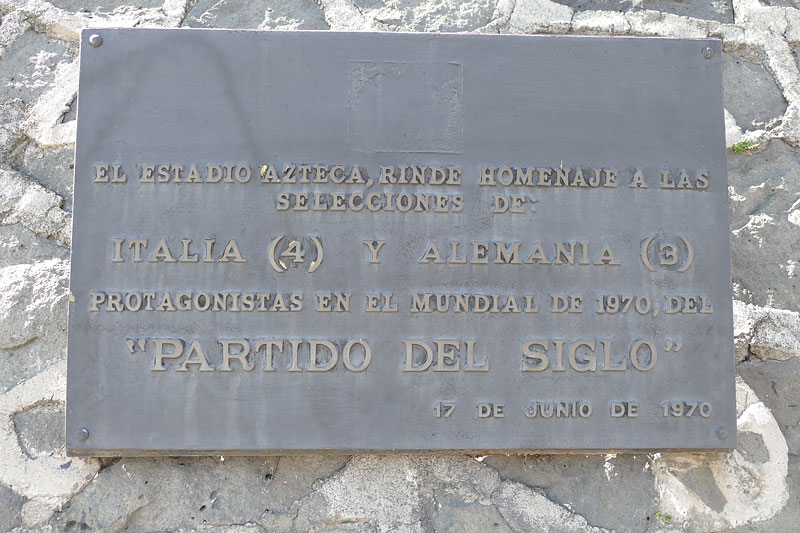 EL ESTADIO AZTECA, RINDE HOMENAJE A LAS
SELECCIONES DE:
ITALIA (4) Y ALEMANIA (3)
PROTAGONISTAS EN EL MUNDIAL DE 1970, DEL
"PARTIDO DEL SIGLO"
17 DE JUNIO DE 1970